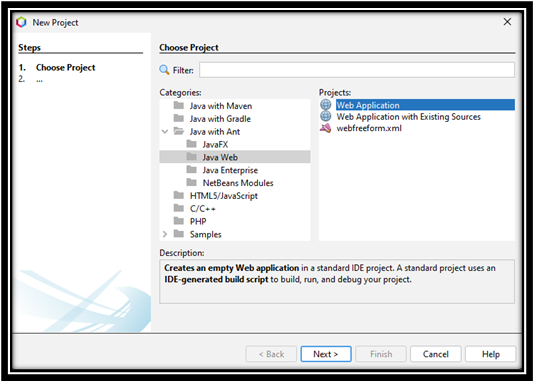 New Project
Steps
1. Choose Project
2. ...
Choose Project
Filter:
Categories:
Java with Maven
Java with Gradle
Java with Ant
JavaFX
Java Web
Java Enterprise
NetBeans Modules
HTML5/JavaScript
C/C++
PHP
Samples
Projects:
Web Application
Web Application with Existing Sources
webfreeform.xml
Description:
Creates an empty Web application in a standard IDE project. A standard project uses an
IDE-generated build script to build, run, and debug your project.
< Back
Next >
Finish
Cancel
Help